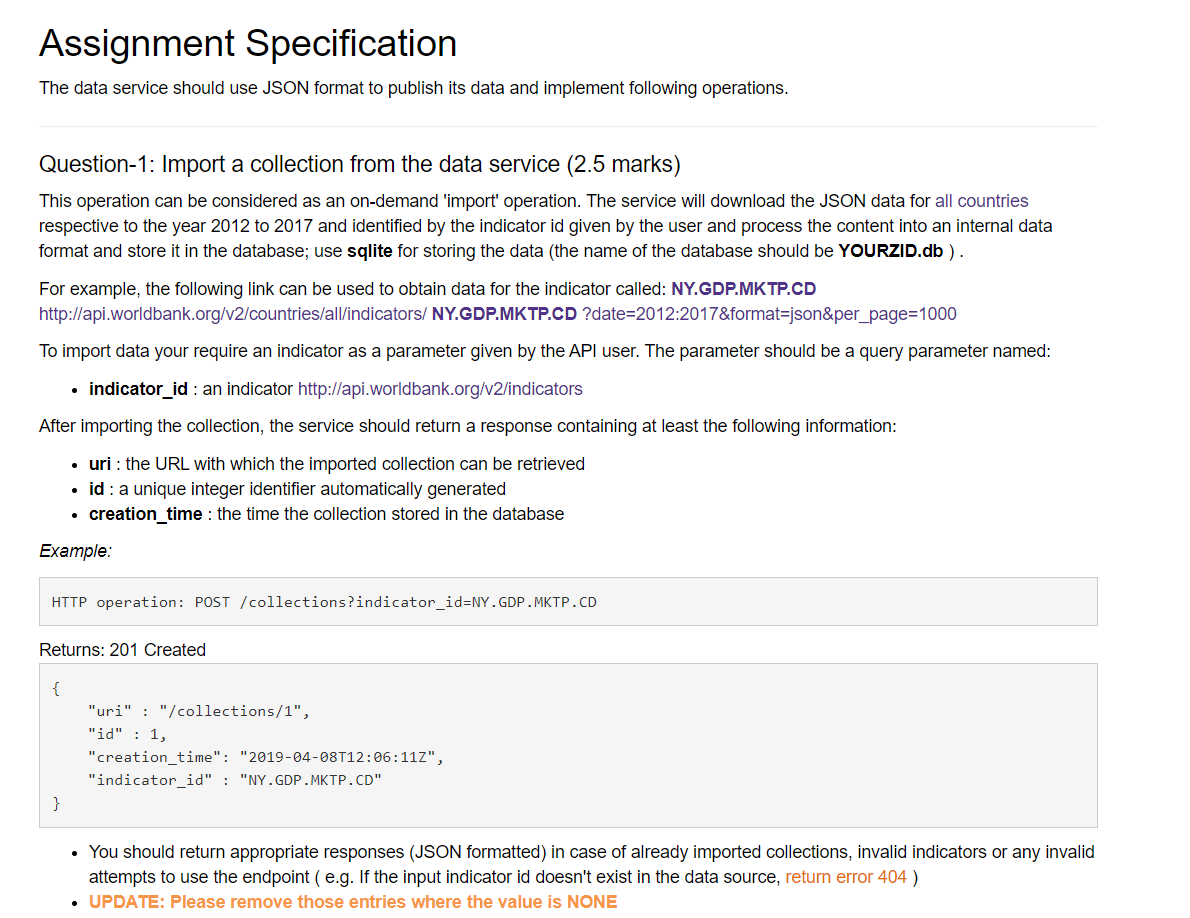 Assignment Specification
The data service should use JSON format to publish its data and implement following operations.
Question-1: Import a collection from the data service (2.5 marks)
This operation can be considered as an on-demand 'import' operation. The service will download the JSON data for all countries
respective to the year 2012 to 2017 and identified by the indicator id given by the user and process the content into an internal data
format and store it in the database; use sqlite for storing the data (the name of the database should be YOURZID.db ) .
For example, the following link can be used to obtain data for the indicator called: NY.GDP.MKTP.CD
http://api.worldbank.org/v2/countries/all/indicators/ NY.GDP.MKTP.CD ?date=2012:2017&format=json&per_page=1000
To import data your require an indicator as a parameter given by the API user. The parameter should be a query parameter named:
• indicator_id : an indicator http://api.worldbank.org/v2/indicators
After importing the collection, the service should return a response containing at least the following information:
• uri : the URL with which the imported collection can be retrieved
• id : a unique integer identifier automatically generated
• creation_time : the time the collection stored in the database
Example:
HTTP operation: POST /collections?indicator_id=NY.GDP.MKTP.CD
Returns: 201 Created
{
"uri" : "/collections/1",
"id" : 1,
"creation_time": "2019-04-08T12:06:11Z",
"indicator_id" : "NY.GDP.MKTP.CD"
}
• You should return appropriate responses (JSON formatted) in case of already imported collections, invalid indicators or any invalid
attempts to use the endpoint ( e.g. If the input indicator id doesn't exist in the data source, return error 404 )
• UPDATE: Please remove those entries where the value is NONE